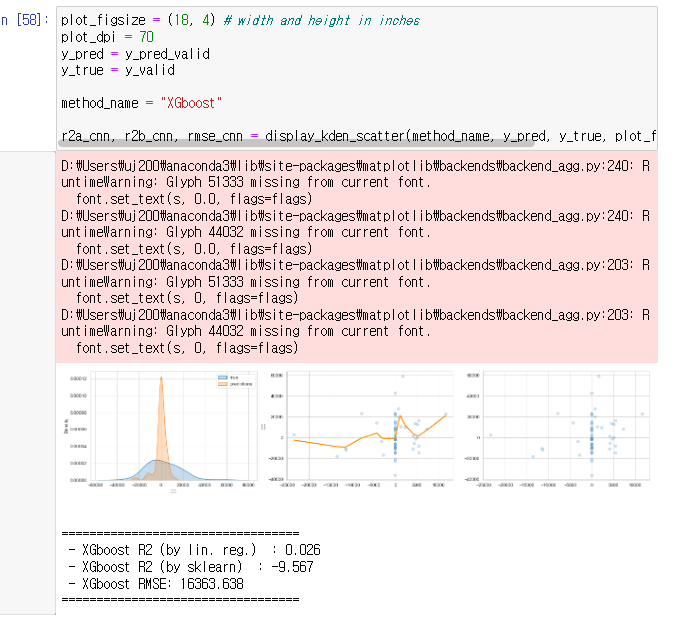 n [58]:
plot_figsize = (18, 4) # width and height in inches
plot_dpi = 70
y_pred = y_pred_valid
y_true = y_valid
method_name = "XGboost"
r2a_cnn, r2b_cnn, rmse_cnn = display_kden_scatter(method_name, y_pred, y_true, plot_f
D:₩Users₩uj200₩anaconda3₩lib₩site-packages₩matplotlib₩backends₩backend_agg.py:240: R
untimeWarning: Glyph 51333 missing from current font.
font.set_text(s, 0.0, flags=flags)
D:₩Users₩uj200₩anaconda3₩lib₩site-packages₩matplotlib₩backends₩backend_agg.py:240: R
untimeWarning: Glyph 44032 missing from current font.
font.set_text(s, 0.0, flags=flags)
D:₩Users₩uj200₩anaconda3₩lib₩site-packages₩matplotlib₩backends₩backend_agg.py:203: R
untimeWarning: Glyph 51333 missing from current font.
font.set_text(s, 0, flags=flags)
D:₩Users₩uj200₩anaconda3₩lib₩site-packages₩matplotlib₩backends₩backend_agg.py:203: R
untimeWarning: Glyph 44032 missing from current font.
font.set_text(s, 0, flags=flags)
true
predictions
Density
==================================
- XGboost R2 (by lin. reg.)  : 0.026
- XGboost R2 (by sklearn)  : -9.567
- XGboost RMSE: 16363.638
==================================